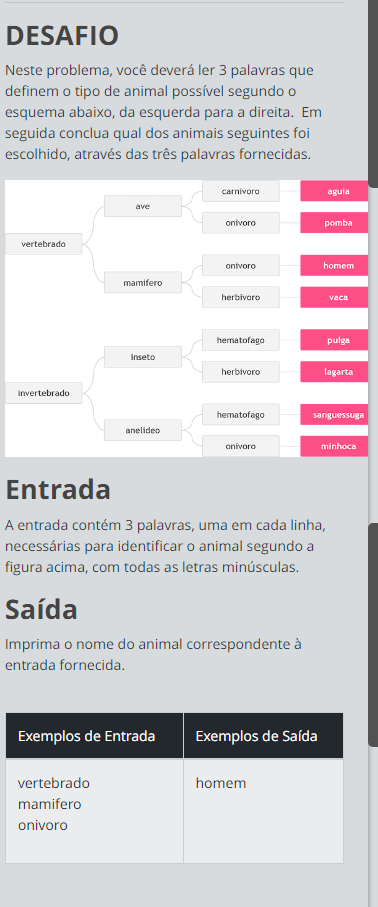 DESAFIO
Neste problema, você deverá ler 3 palavras que
definem o tipo de animal possível segundo o
esquema abaixo, da esquerda para a direita.  Em
seguida conclua qual dos animais seguintes foi
escolhido, através das três palavras fornecidas.
carnivoro aguia
ave
onivoro pomba
vertebrado
onivoro homem
mamifero
herbivoro vaca
hematofago pulga
inseto
herbivoro lagarta
invertebrado
hematofago sanguessuga
anelideo
onivoro minhoca
Entrada
A entrada contém 3 palavras, uma em cada linha,
necessárias para identificar o animal segundo a
figura acima, com todas as letras minúsculas.
Saída
Imprima o nome do animal correspondente à
entrada fornecida.
Exemplos de Entrada Exemplos de Saída
vertebrado homem
mamifero
onivoro